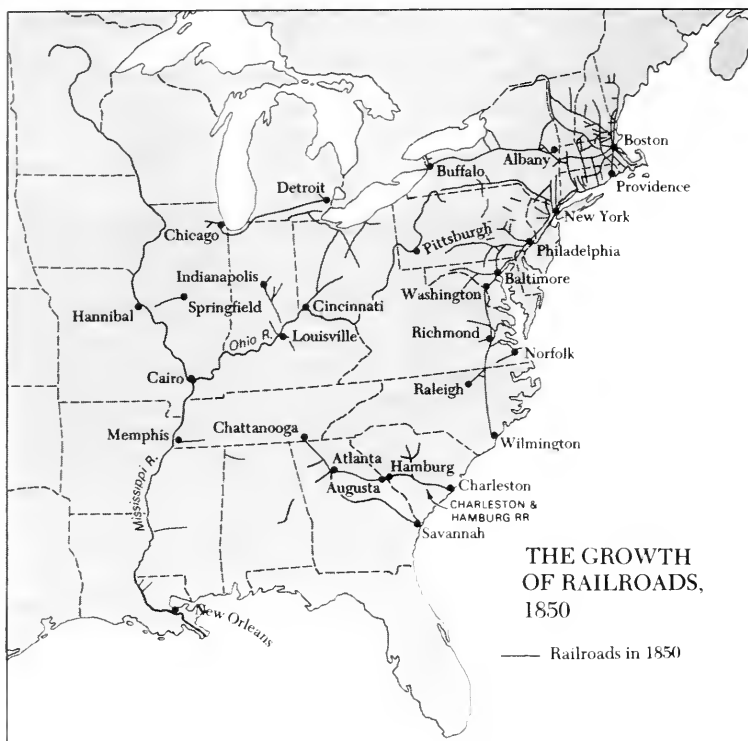 Boston
Albany
Buffalo
Providence
Detroit
New York
Chicago
Pittsburgh
Philadelphia
Indianapolis
Baltimore
Washington
Springfield
Cincinnati
Hannibal
Ohio R.
Louisville
Richmond
Norfolk
Cairo
Raleigh
Memphis
Chattanooga
Wilmington
Mississippi R.
Atlanta
Hamburg
Augusta
Charleston
CHARLESTON &
HAMBURG RR
Savannah
THE GROWTH
OF RAILROADS,
1850
New Orleans
Railroads in 1850